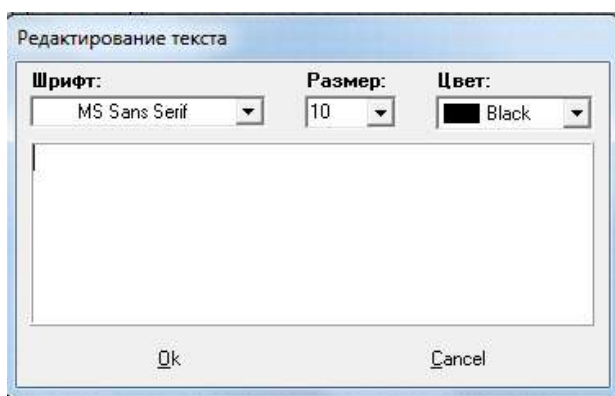 Редактирование текста
Шрифт: Размер: Цвет:
MS Sans Serif 10 Black
Ok Cancel